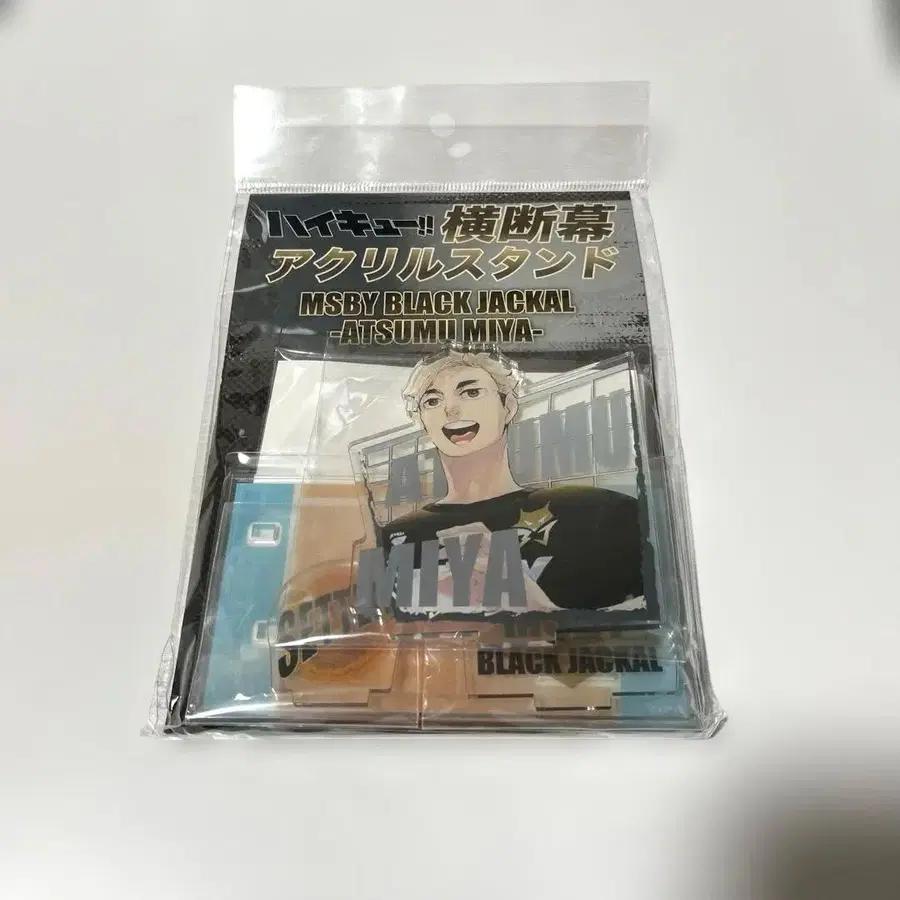 ハイキュー!! 横断幕
アクリルスタンド
MSBY BLACK JACKAL
-ATSUMU MIYA-
ATSUMU
MIYA
BLACK JACKAL